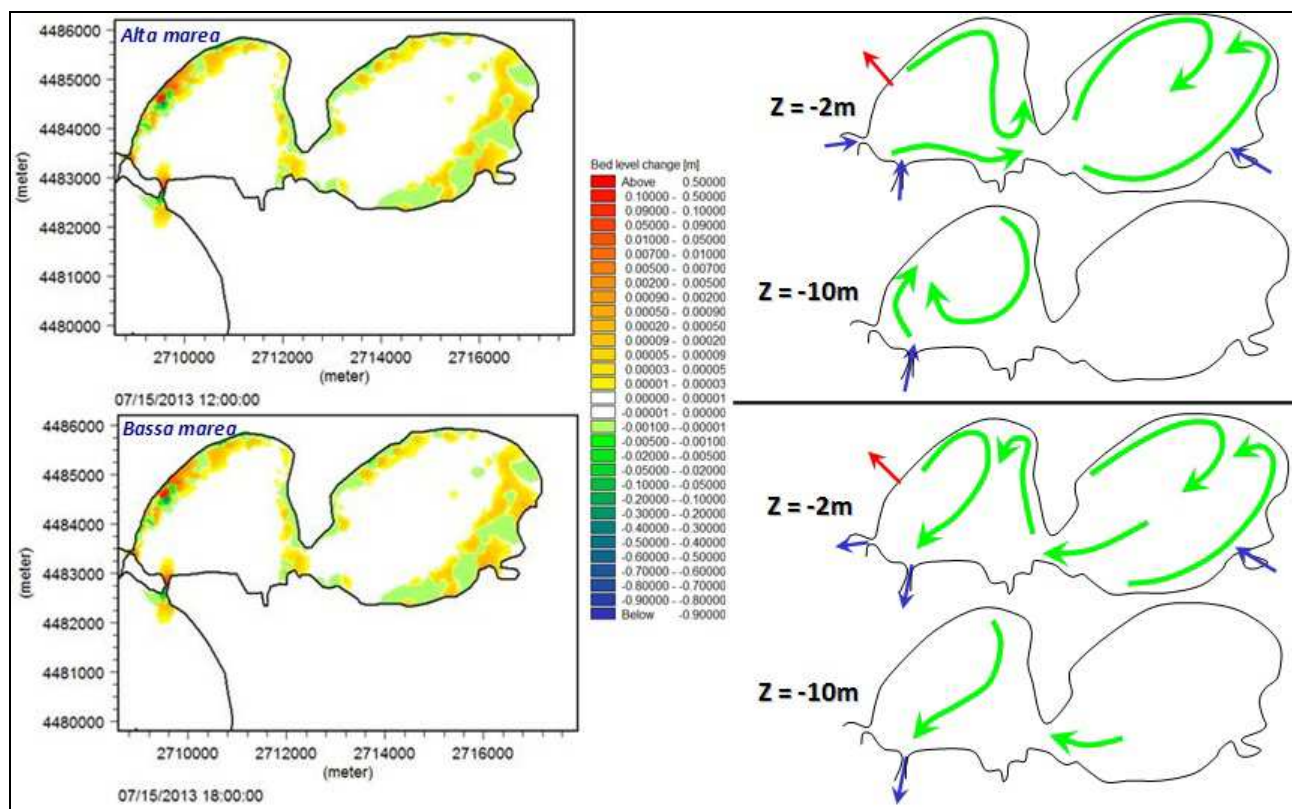 Alta marea
4486000
4485000
4484000
4483000
4482000
4481000
4480000
(meter)
2710000 2712000 2714000 2716000
(meter)
07/15/2013 12:00:00
Bassa marea
4486000
4485000
4484000
4483000
4482000
4481000
4480000
(meter)
2710000 2712000 2714000 2716000
(meter)
07/15/2013 18:00:00
Bed level change [m]
Above 0.50000
0.10000 - 0.50000
0.09000 - 0.10000
0.05000 - 0.09000
0.01000 - 0.05000
0.00700 - 0.01000
0.00500 - 0.00700
0.00200 - 0.00500
0.00090 - 0.00200
0.00050 - 0.00090
0.00020 - 0.00050
0.00009 - 0.00020
0.00005 - 0.00009
0.00003 - 0.00005
0.00001 - 0.00003
0.00000 - 0.00001
-0.00001 - 0.00000
-0.00100 - -0.00001
-0.00500 - -0.00100
-0.02000 - -0.00500
-0.05000 - -0.02000
-0.10000 - -0.05000
-0.20000 - -0.10000
-0.30000 - -0.20000
-0.40000 - -0.30000
-0.50000 - -0.40000
-0.60000 - -0.50000
-0.70000 - -0.60000
-0.80000 - -0.70000
-0.90000 - -0.80000
Below -0.90000
Z = -2m
Z = -10m
Z = -2m
Z = -10m